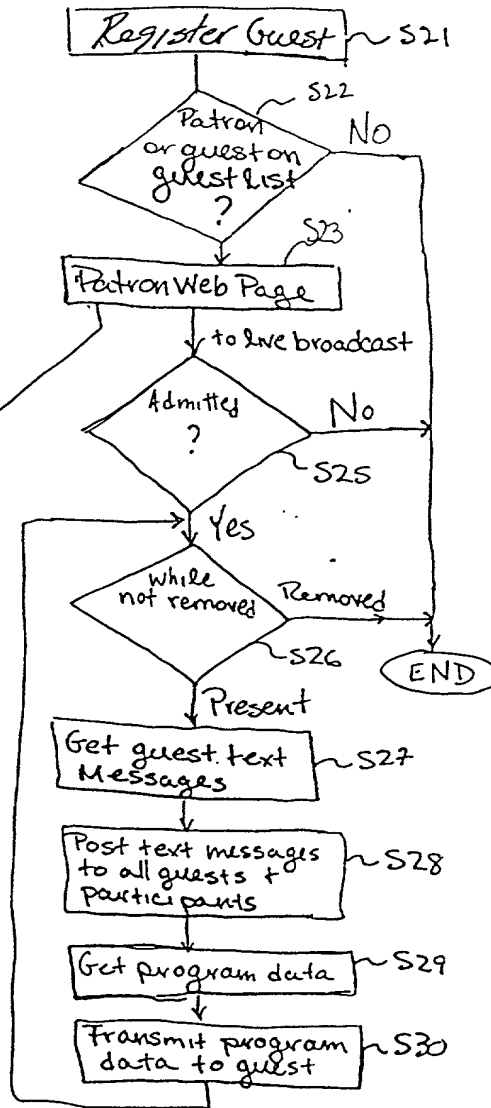 Register Guest S21
S22
Patron
or guest on
guest list
?
No
S23
Patron Web Page
to live broadcast
Admitted
?
No
S25
Yes
while
not removed
Removed
S26
END
Present
Get guest text
Messages
S27
Post text messages
to all guests +
participants
S28
Get program data
S29
Transmit program
data to guest
S30